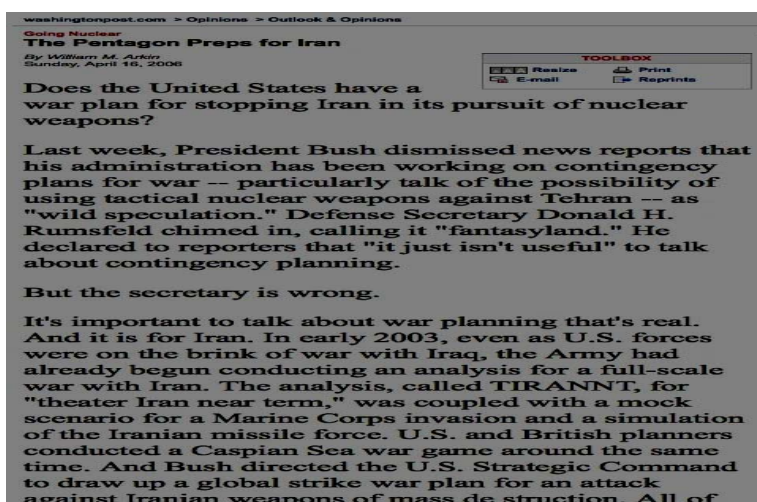 washingtonpost.com > Opinions > Outlook & Opinions
Going Nuclear
The Pentagon Preps for Iran
By William M. Arkin
Sunday, April 16, 2006
TOOLBOX
AAA Resize Print
E-mail Reprints
Does the United States have a
war plan for stopping Iran in its pursuit of nuclear
weapons?
Last week, President Bush dismissed news reports that
his administration has been working on contingency
plans for war -- particularly talk of the possibility of
using tactical nuclear weapons against Tehran -- as
"wild speculation." Defense Secretary Donald H.
Rumsfeld chimed in, calling it "fantasyland." He
declared to reporters that "it just isn't useful" to talk
about contingency planning.
But the secretary is wrong.
It's important to talk about war planning that's real.
And it is for Iran. In early 2003, even as U.S. forces
were on the brink of war with Iraq, the Army had
already begun conducting an analysis for a full-scale
war with Iran. The analysis, called TIRANNT, for
"theater Iran near term," was coupled with a mock
scenario for a Marine Corps invasion and a simulation
of the Iranian missile force. U.S. and British planners
conducted a Caspian Sea war game around the same
time. And Bush directed the U.S. Strategic Command
to draw up a global strike war plan for an attack
against Iranian weapons of mass de struction. All of